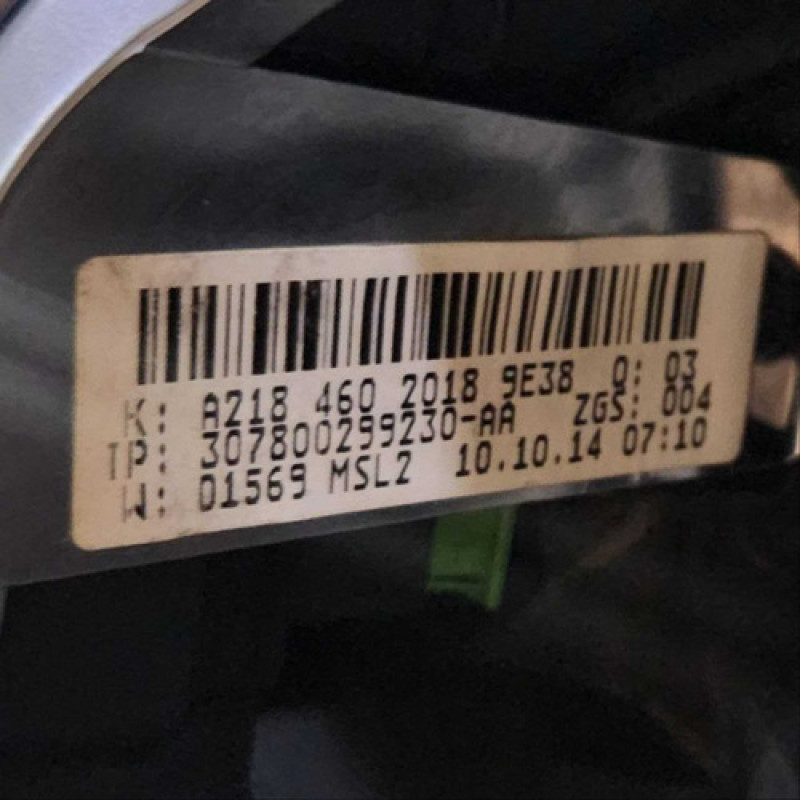 K: A218 460 2018 9E38 Q: 03
TP: 307800299230-AA ZGS: 004
W: 01569 MSL2 10.10.14 07:10